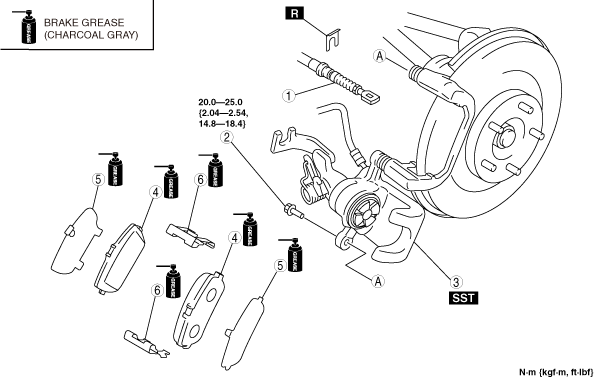 BRAKE GREASE
(CHARCOAL GRAY)
GREASE
R
A
1
20.0—25.0
{2.04—2.54,
14.8—18.4}
2
5
GREASE
4
GREASE
6
GREASE
4
GREASE
5
GREASE
6
GREASE
A
3
SST
N·m {kgf·m, ft·lbf}